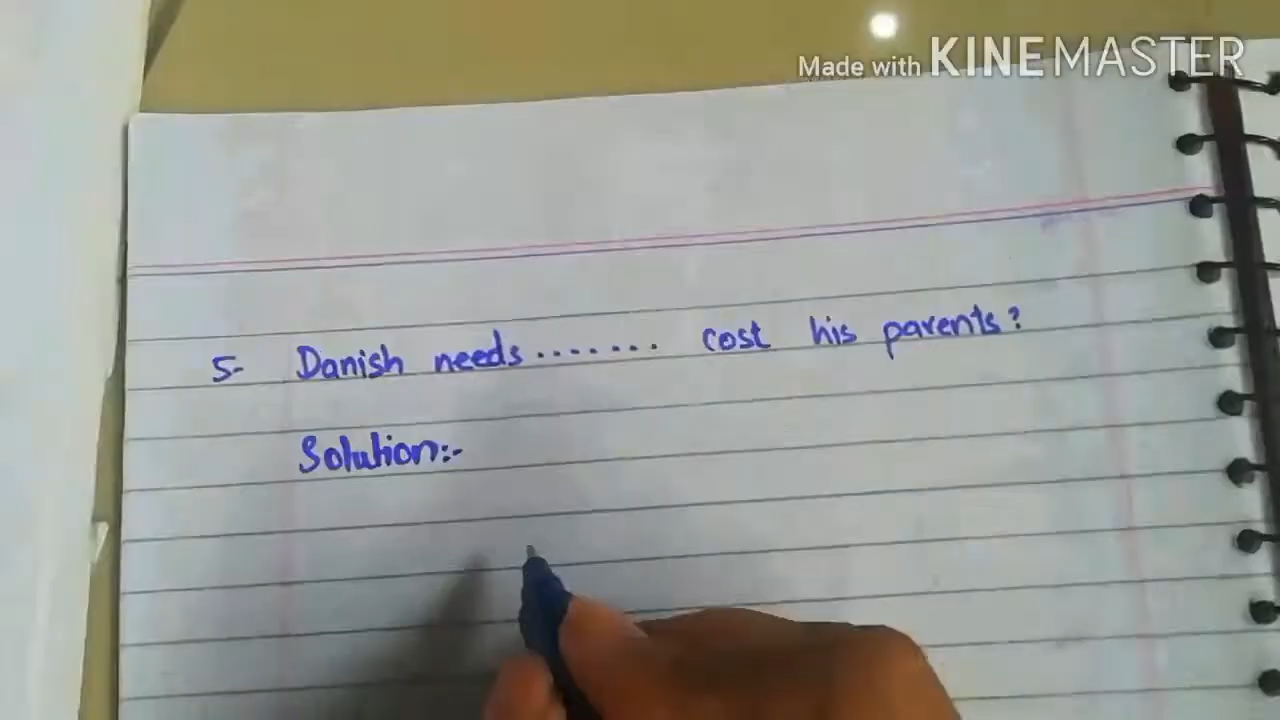 Made with KINEMASTER
5- Danish needs....... cost his parents?
Solution:-